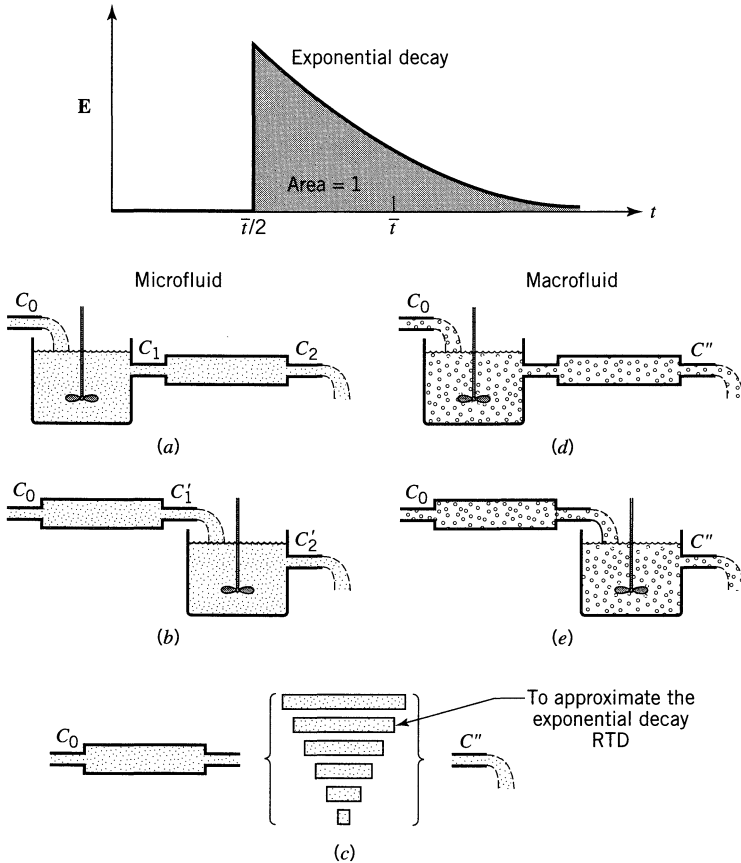 E
Exponential decay
Area = 1
t̄/2
t̄
t
Microfluid
Macrofluid
C₀
C₁
C₂
(a)
C₀
C″
(d)
C₀
C₁′
C₂′
(b)
C₀
C″
(e)
C₀
To approximate the
exponential decay
RTD
C″
(c)